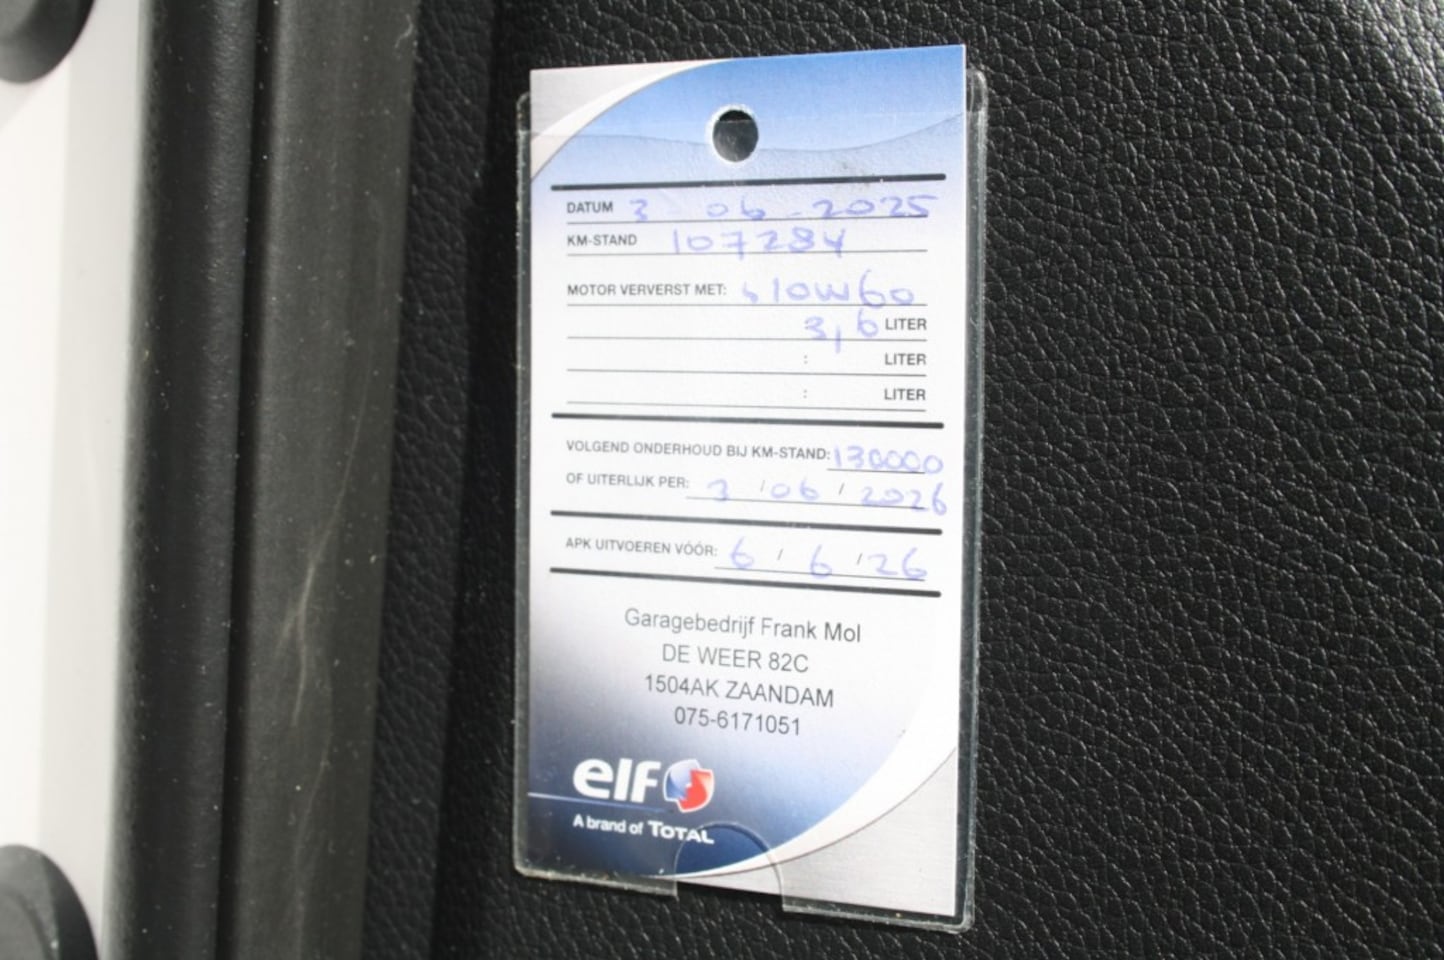 DATUM 3 - 06 - 2025
KM-STAND 107284
MOTOR VERVERST MET: 10W60
3,6 LITER
: LITER
: LITER
VOLGEND ONDERHOUD BIJ KM-STAND: 130000
OF UITERLIJK PER: 3 / 06 / 2026
APK UITVOEREN VÓÓR: 6 / 6 / 26
Garagebedrijf Frank Mol
DE WEER 82C
1504AK ZAANDAM
075-6171051
elf
A brand of TOTAL